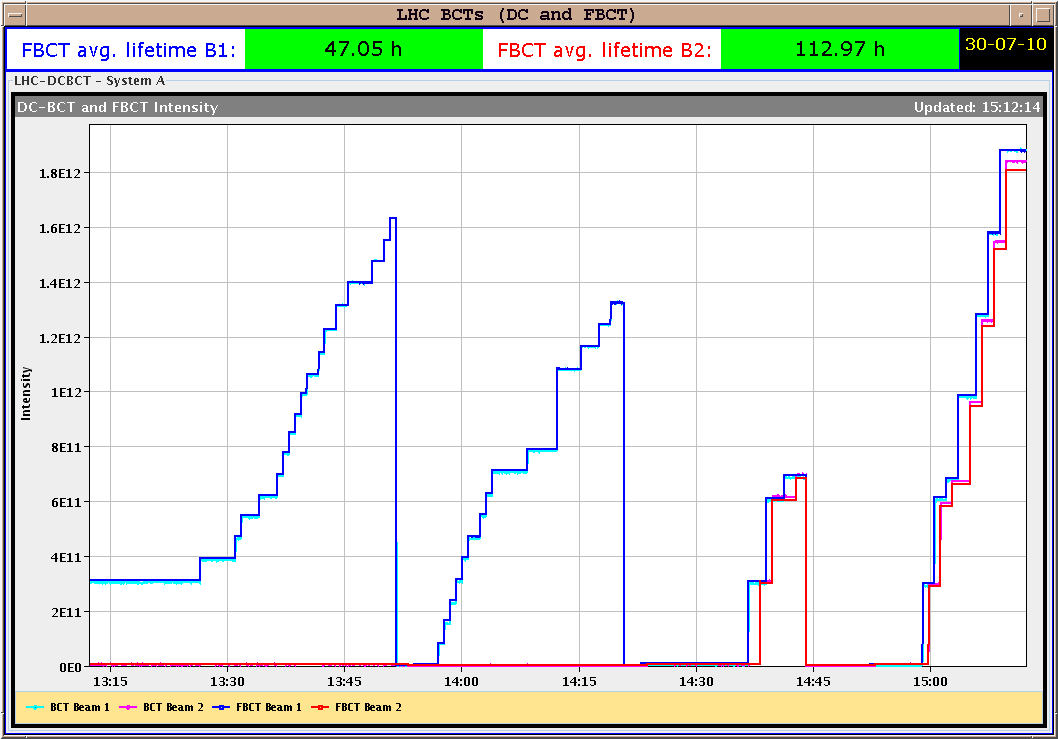 LHC BCTs (DC and FBCT)
FBCT avg. lifetime B1: 47.05 h FBCT avg. lifetime B2: 112.97 h 30-07-10
LHC-DCBCT - System A
DC-BCT and FBCT Intensity Updated: 15:12:14
1.8E12
1.6E12
1.4E12
1.2E12
1E12
8E11
6E11
4E11
2E11
0E0
Intensity
13:15 13:30 13:45 14:00 14:15 14:30 14:45 15:00
BCT Beam 1 BCT Beam 2 FBCT Beam 1 FBCT Beam 2